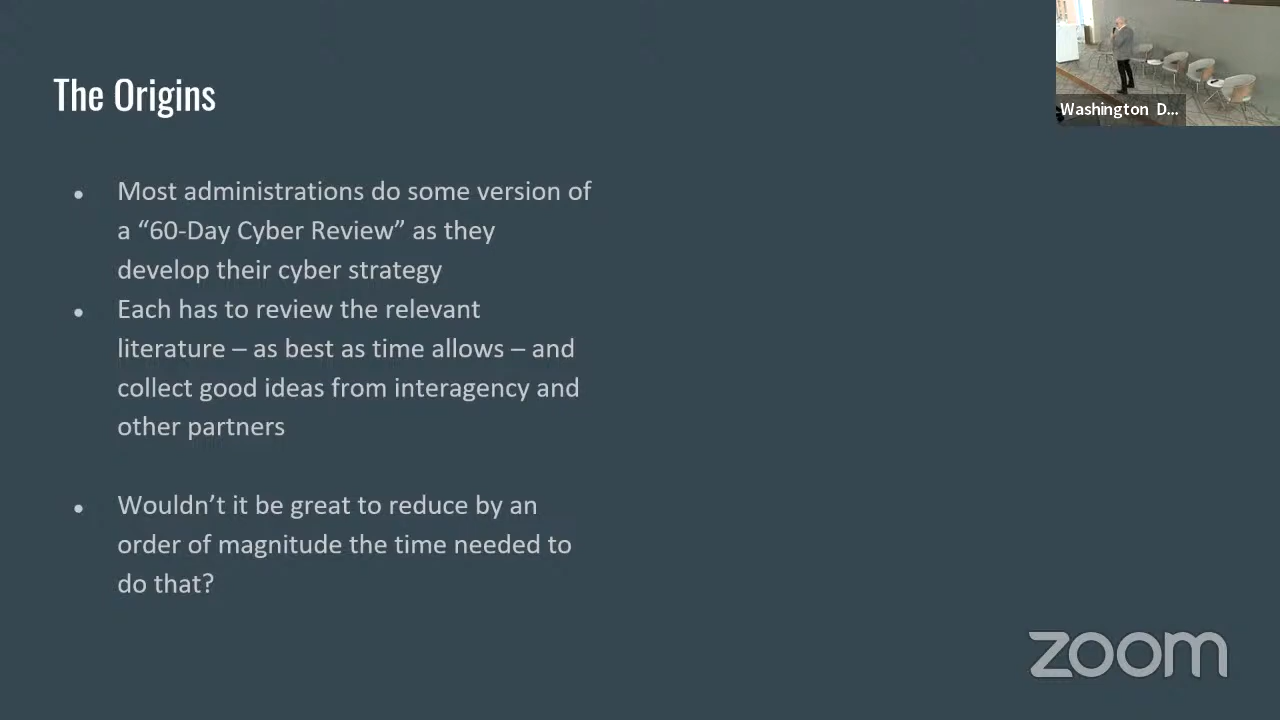 The Origins
Washington D...
• Most administrations do some version of
a “60-Day Cyber Review” as they
develop their cyber strategy
• Each has to review the relevant
literature – as best as time allows – and
collect good ideas from interagency and
other partners
• Wouldn’t it be great to reduce by an
order of magnitude the time needed to
do that?
zoom